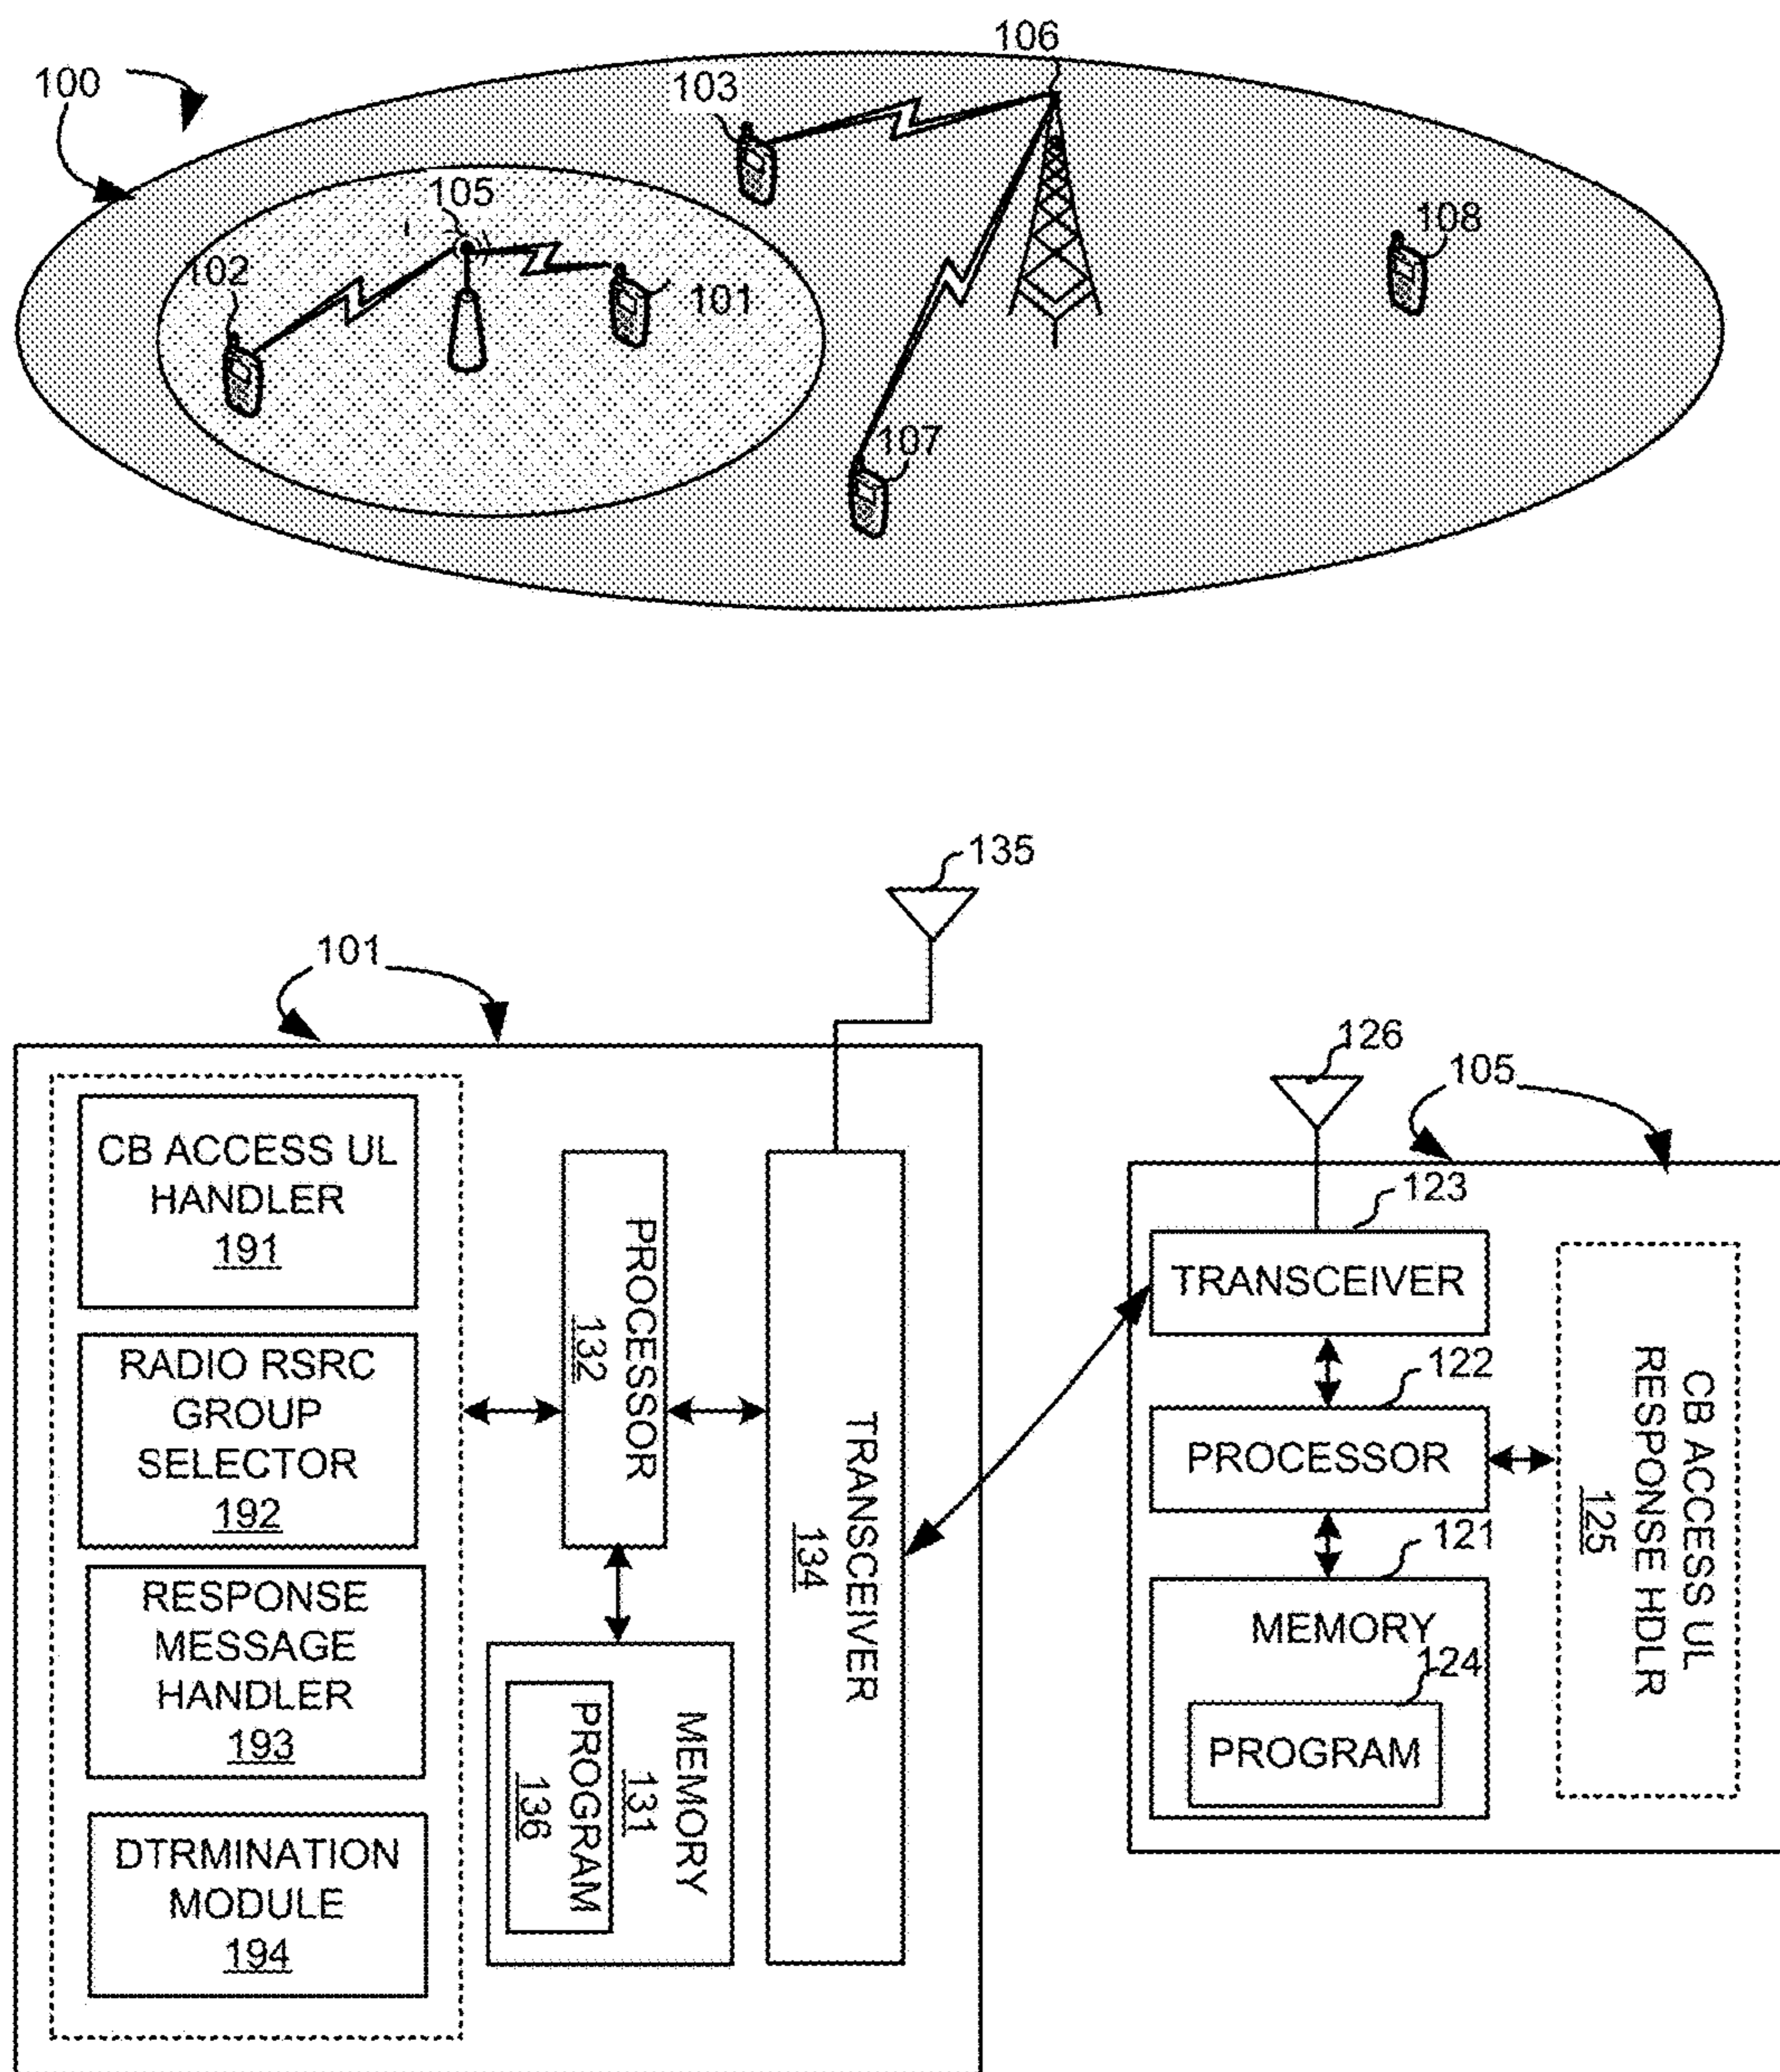 106
100
103
105
108
102
101
107
135
101
126
105
CB ACCESS UL
HANDLER
191
RADIO RSRC
GROUP
SELECTOR
192
RESPONSE
MESSAGE
HANDLER
193
DTRMINATION
MODULE
194
PROCESSOR
132
MEMORY
131
PROGRAM
136
TRANSCEIVER
134
123
TRANSCEIVER
122
PROCESSOR
121
MEMORY
124
PROGRAM
CB ACCESS UL
RESPONSE HDLR
125